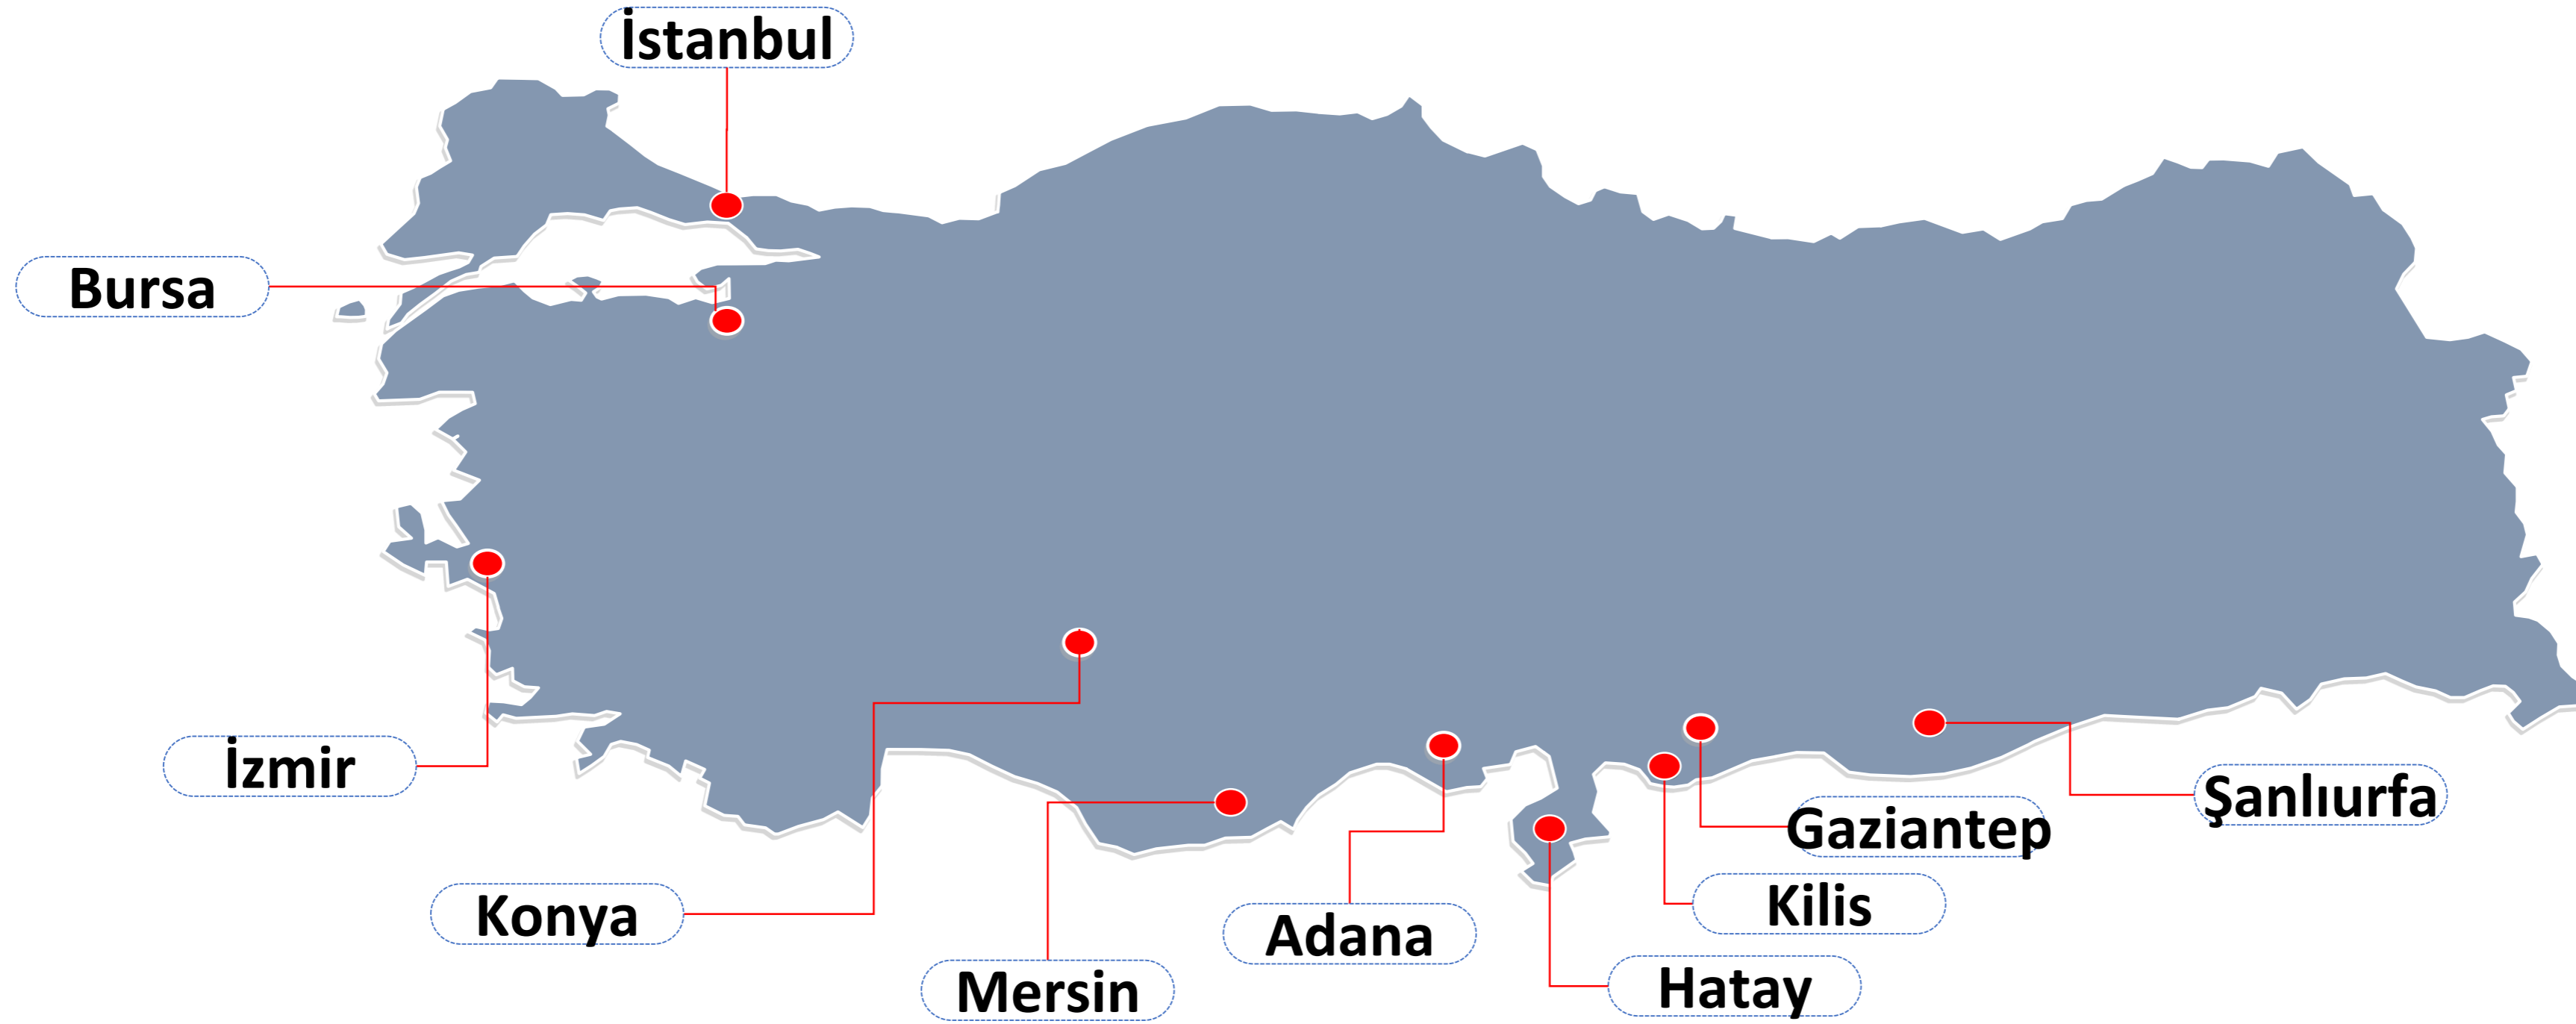 İstanbul
Bursa
İzmir
Şanlıurfa
Gaziantep
Kilis
Konya
Adana
Hatay
Mersin